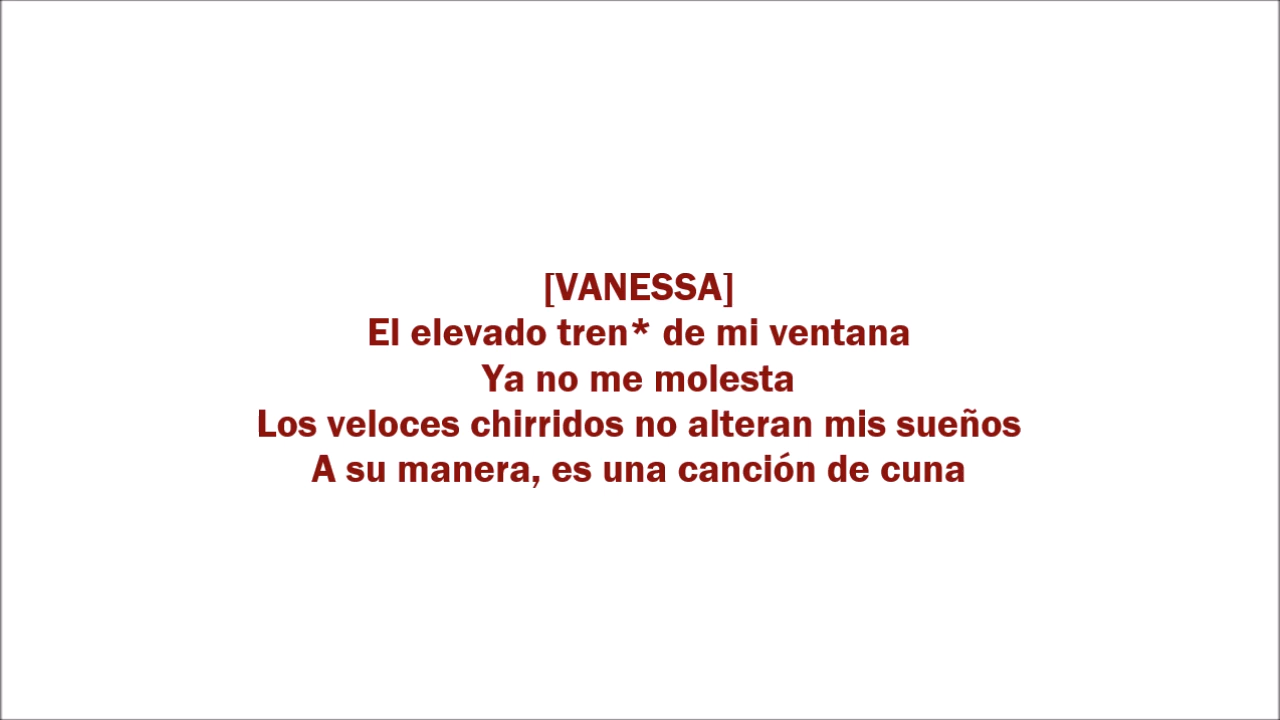 [VANESSA]
El elevado tren* de mi ventana
Ya no me molesta
Los veloces chirridos no alteran mis sueños
A su manera, es una canción de cuna